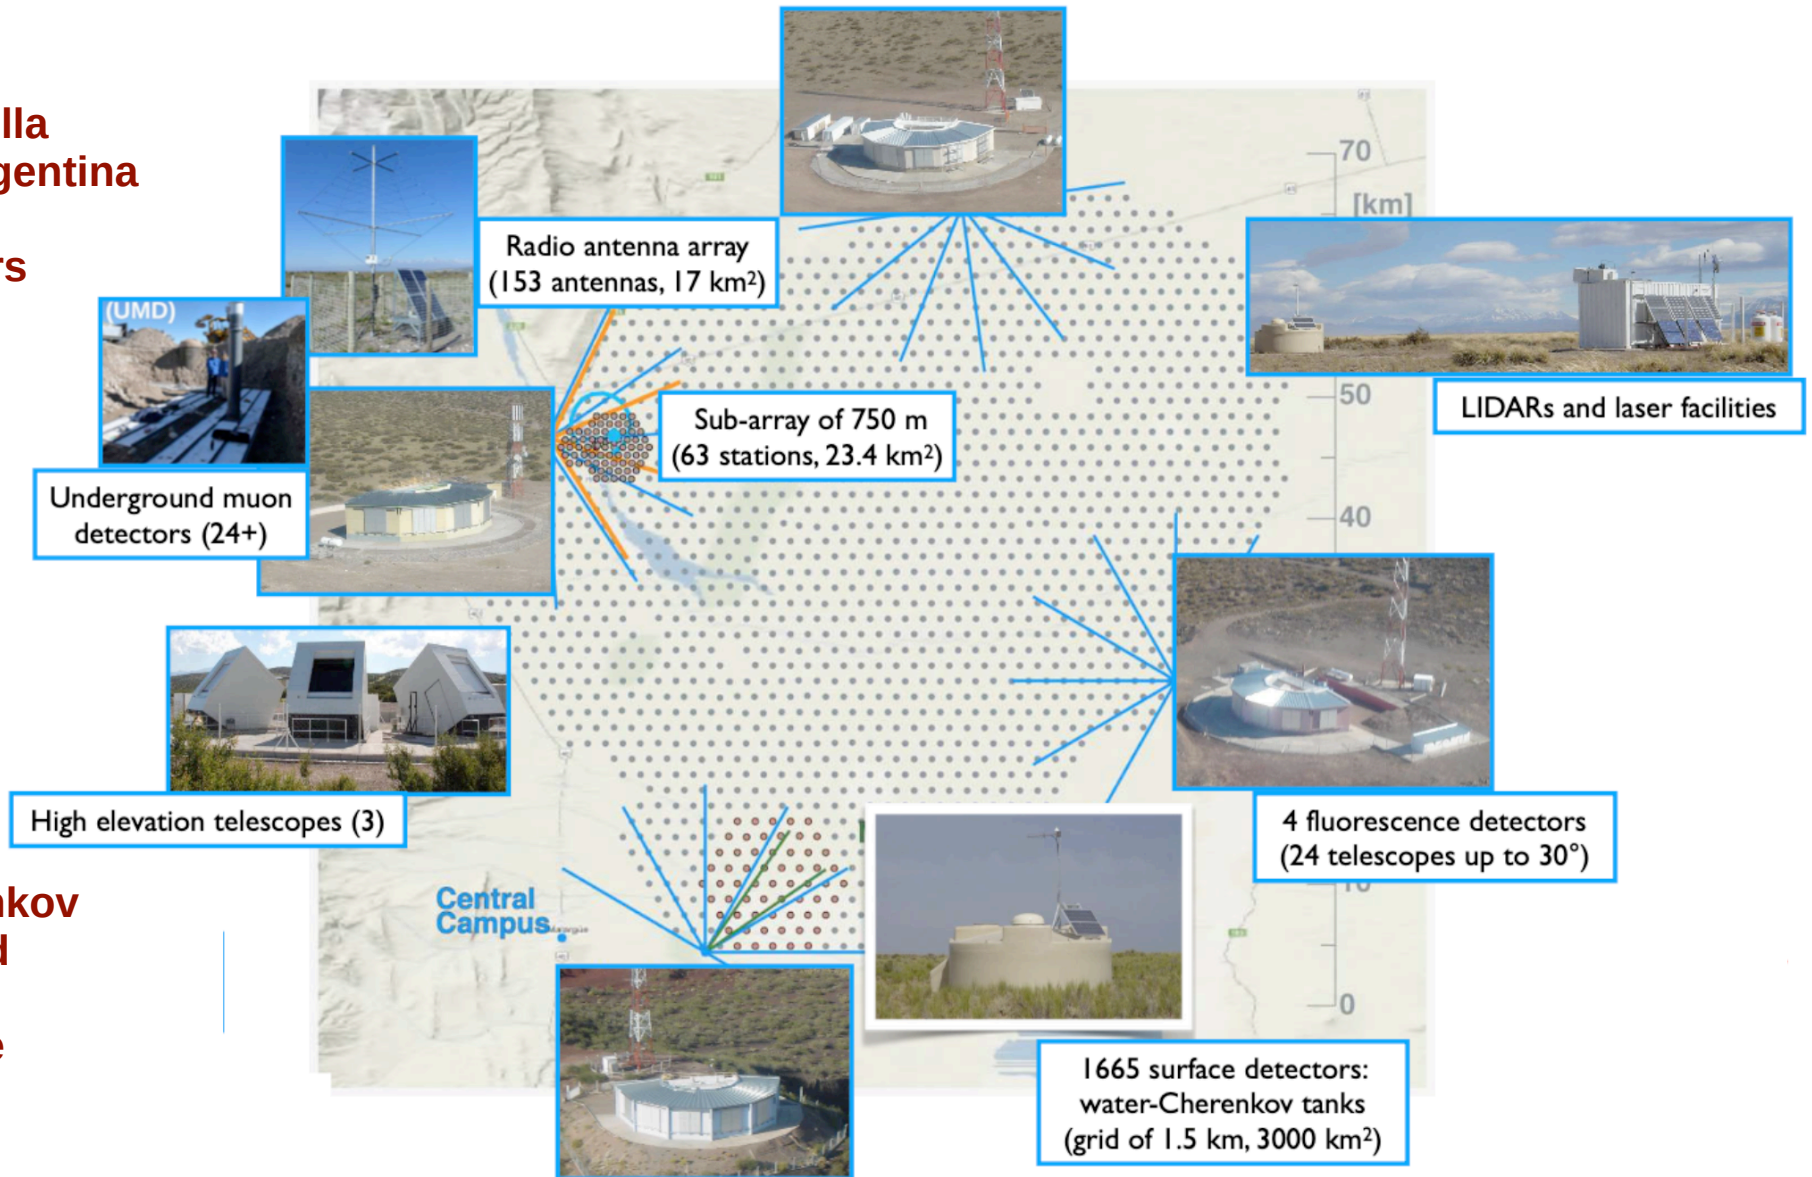 lla
gentina
rs
(UMD)
Radio antenna array
(153 antennas, 17 km²)
70
[km]
50
LIDARs and laser facilities
Sub-array of 750 m
(63 stations, 23.4 km²)
Underground muon
detectors (24+)
40
High elevation telescopes (3)
4 fluorescence detectors
(24 telescopes up to 30°)
10
nkov
d
e
Central
Campus
Malargüe
0
1665 surface detectors:
water-Cherenkov tanks
(grid of 1.5 km, 3000 km²)